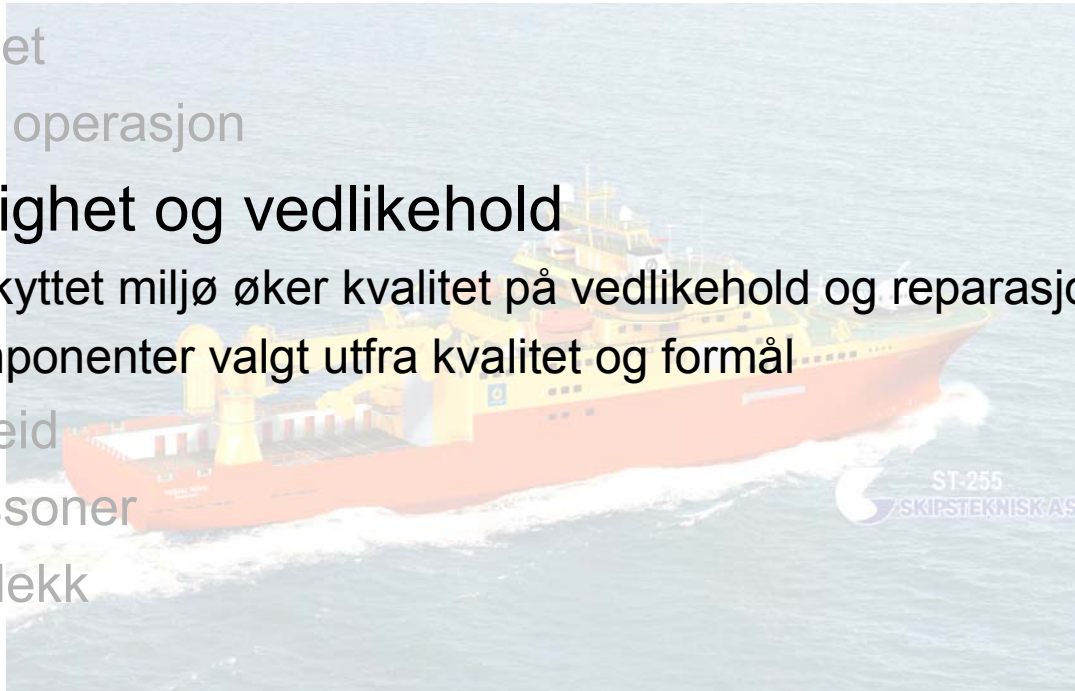 et
operasjon
ighet og vedlikehold
kyttet miljø øker kvalitet på vedlikehold og reparasjo
ponenter valgt utfra kvalitet og formål
eid
soner
lekk
ST-255
SKIPSTEKNISK AS